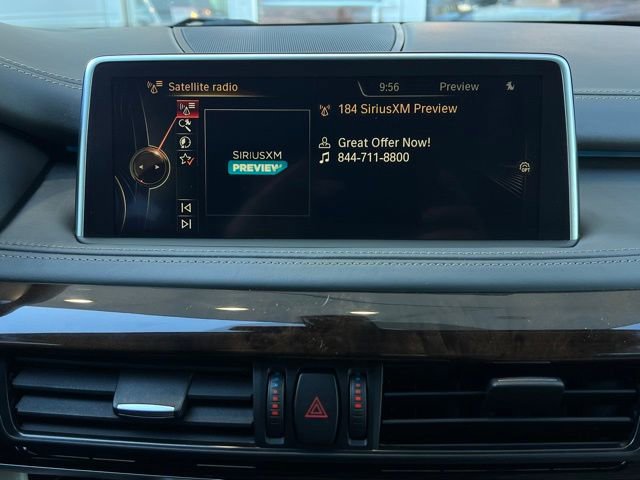 Satellite radio
9:56
Preview
184 SiriusXM Preview
SIRIUSXM
PREVIEW
Great Offer Now!
844-711-8800
OFF